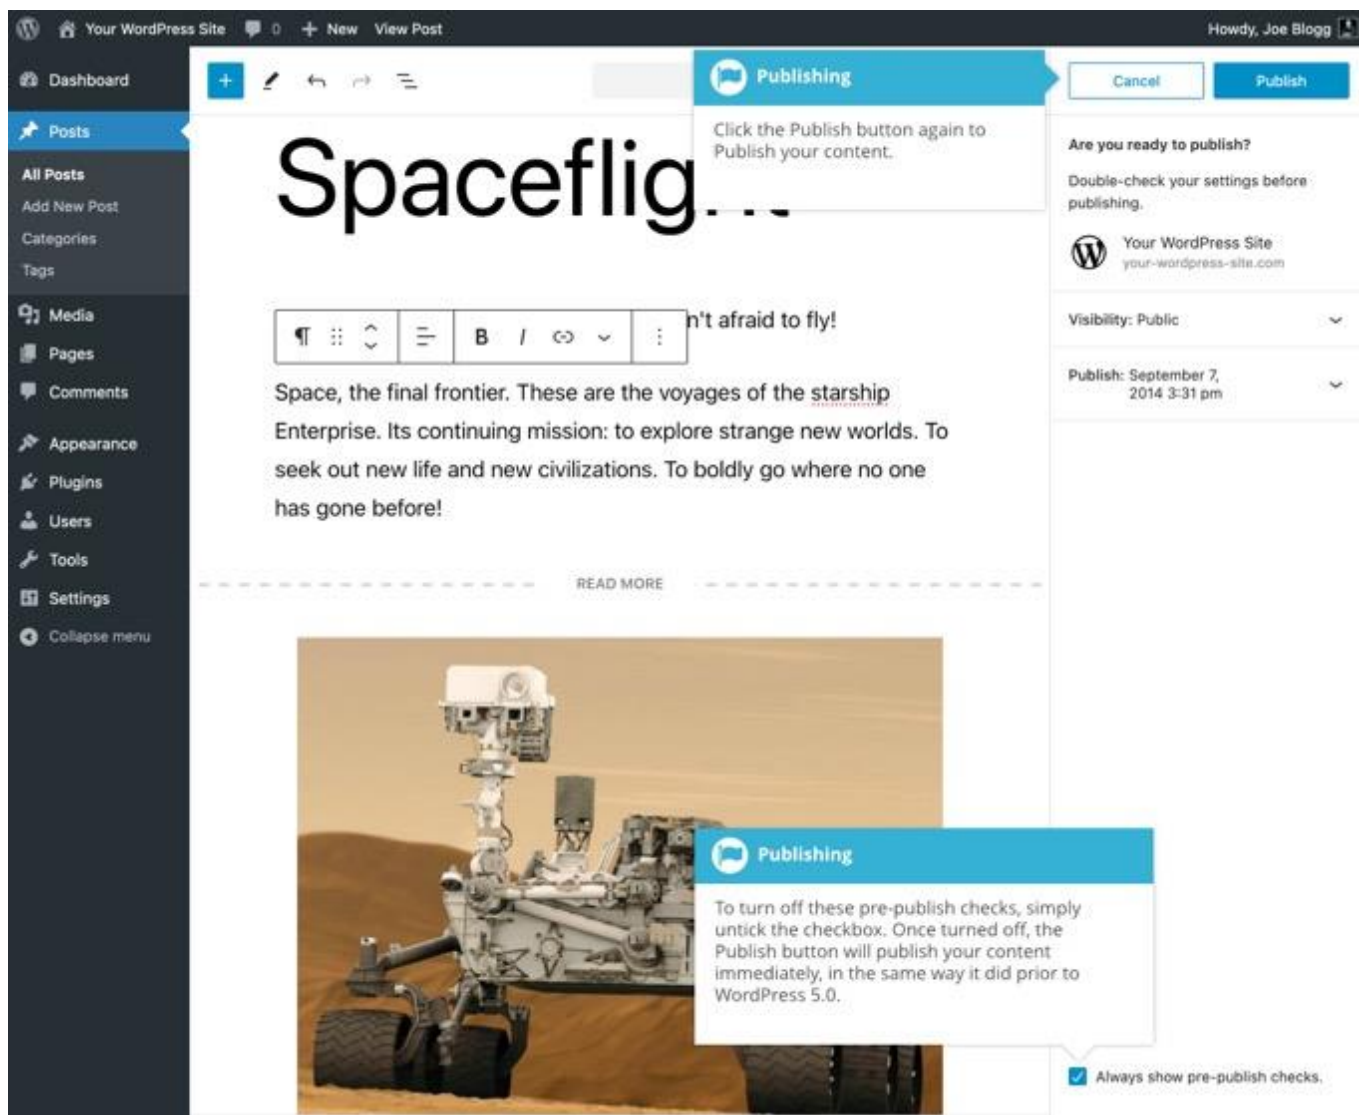 Your WordPress Site 0 New View Post Howdy, Joe Blogg
Dashboard
Posts
All Posts
Add New Post
Categories
Tags
Media
Pages
Comments
Appearance
Plugins
Users
Tools
Settings
Collapse menu
Publishing
Click the Publish button again to
Publish your content.
Spaceflight
n't afraid to fly!
B I
Space, the final frontier. These are the voyages of the starship
Enterprise. Its continuing mission: to explore strange new worlds. To
seek out new life and new civilizations. To boldly go where no one
has gone before!
READ MORE
Publishing
To turn off these pre-publish checks, simply
untick the checkbox. Once turned off, the
Publish button will publish your content
immediately, in the same way it did prior to
WordPress 5.0.
Cancel Publish
Are you ready to publish?
Double-check your settings before
publishing.
Your WordPress Site
your-wordpress-site.com
Visibility: Public
Publish: September 7,
2014 3:31 pm
Always show pre-publish checks.